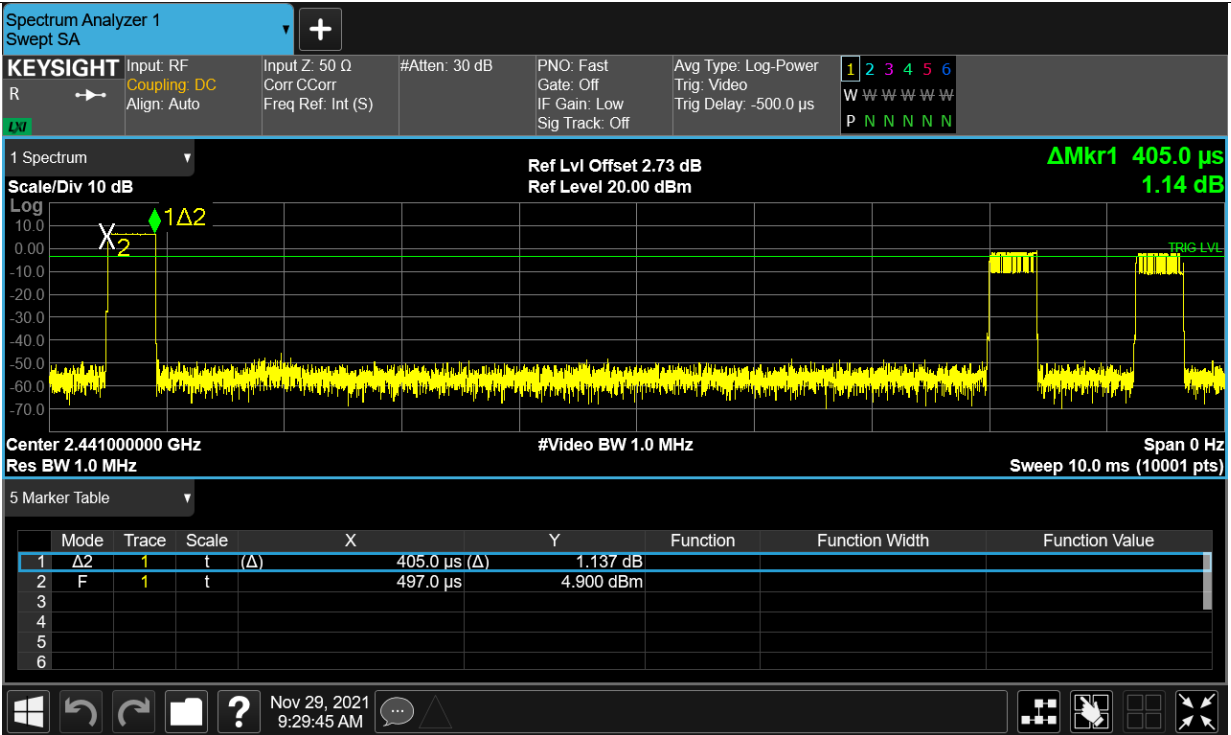 Spectrum Analyzer 1
Swept SA
▼
+
KEYSIGHT Input: RF Input Z: 50 Ω #Atten: 30 dB PNO: Fast Avg Type: Log-Power 1 2 3 4 5 6
R Coupling: DC Corr CCorr Gate: Off Trig: Video W W W W W W
Align: Auto Freq Ref: Int (S) IF Gain: Low Trig Delay: -500.0 µs P N N N N N
LXI Sig Track: Off
1 Spectrum ▼ Ref Lvl Offset 2.73 dB ΔMkr1 405.0 µs
Scale/Div 10 dB Ref Level 20.00 dBm 1.14 dB
Log
1Δ2
10.0
X2
0.00
TRIG LVL
-10.0
-20.0
-30.0
-40.0
-50.0
-60.0
-70.0
Center 2.441000000 GHz #Video BW 1.0 MHz Span 0 Hz
Res BW 1.0 MHz Sweep 10.0 ms (10001 pts)
5 Marker Table ▼
Mode Trace Scale X Y Function Function Width Function Value
1 Δ2 1 t (Δ) 405.0 µs (Δ) 1.137 dB
2 F 1 t 497.0 µs 4.900 dBm
3
4
5
6
? Nov 29, 2021
9:29:45 AM